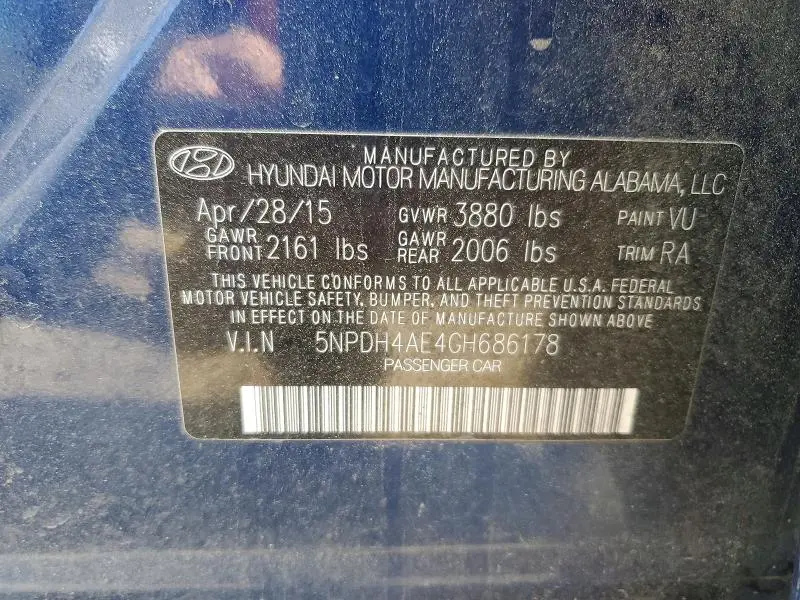 MANUFACTURED BY
HYUNDAI MOTOR MANUFACTURING ALABAMA, LLC
Apr/28/15 GVWR 3880 lbs PAINT VU
GAWR FRONT 2161 lbs GAWR REAR 2006 lbs TRIM RA
THIS VEHICLE CONFORMS TO ALL APPLICABLE U.S.A. FEDERAL
MOTOR VEHICLE SAFETY, BUMPER, AND THEFT PREVENTION STANDARDS
IN EFFECT ON THE DATE OF MANUFACTURE SHOWN ABOVE
V.I.N 5NPDH4AE4GH686178
PASSENGER CAR